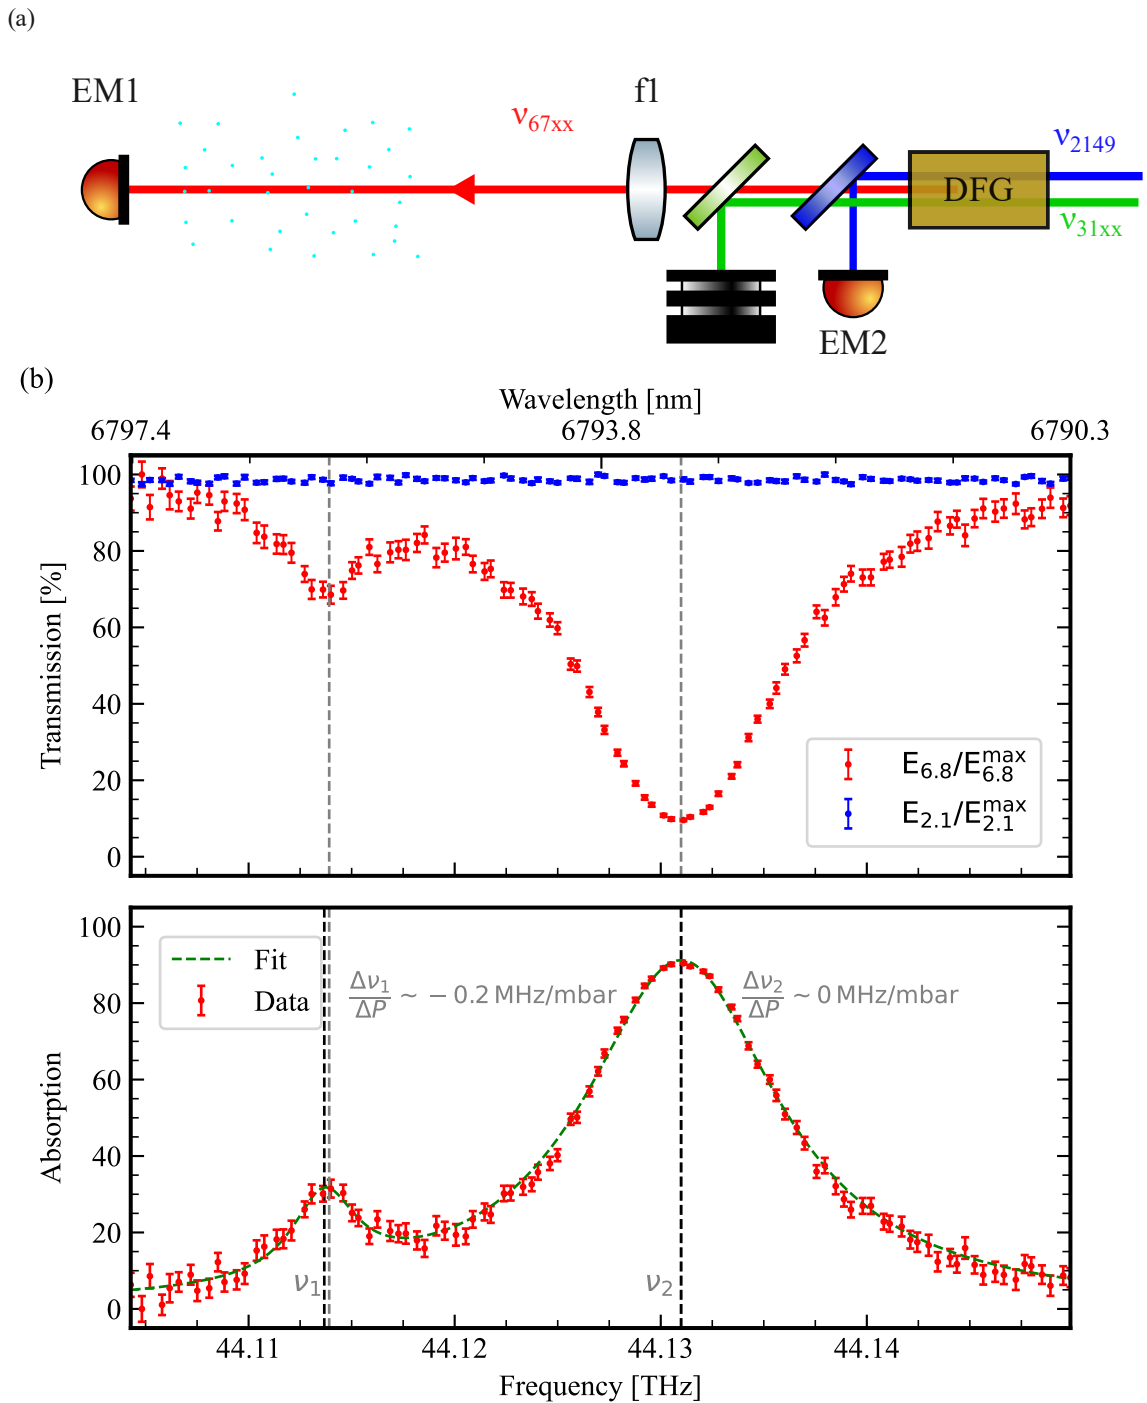 (a)
EM1
f1
ν67xx
ν2149
DFG
ν31xx
EM2
(b)
Wavelength [nm]
6797.4 6793.8 6790.3
Transmission [%]
100
80
60
40
20
0
E6.8/E6.8max
E2.1/E2.1max
Absorption
100
80
60
40
20
0
Fit
Data
Δν1/ΔP ~ −0.2 MHz/mbar
Δν2/ΔP ~ 0 MHz/mbar
ν1
ν2
44.11 44.12 44.13 44.14
Frequency [THz]